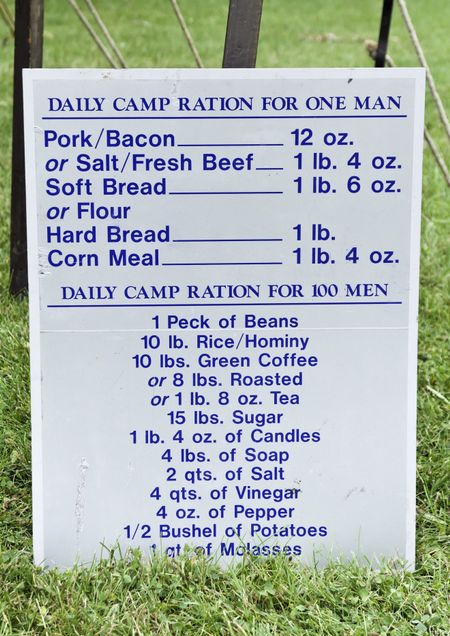 DAILY CAMP RATION FOR ONE MAN
Pork/Bacon 12 oz.
or Salt/Fresh Beef 1 lb. 4 oz.
Soft Bread 1 lb. 6 oz.
or Flour
Hard Bread 1 lb.
Corn Meal 1 lb. 4 oz.
DAILY CAMP RATION FOR 100 MEN
1 Peck of Beans
10 lb. Rice/Hominy
10 lbs. Green Coffee
or 8 lbs. Roasted
or 1 lb. 8 oz. Tea
15 lbs. Sugar
1 lb. 4 oz. of Candles
4 lbs. of Soap
2 qts. of Salt
4 qts. of Vinegar
4 oz. of Pepper
1/2 Bushel of Potatoes
1 qt. of Molasses